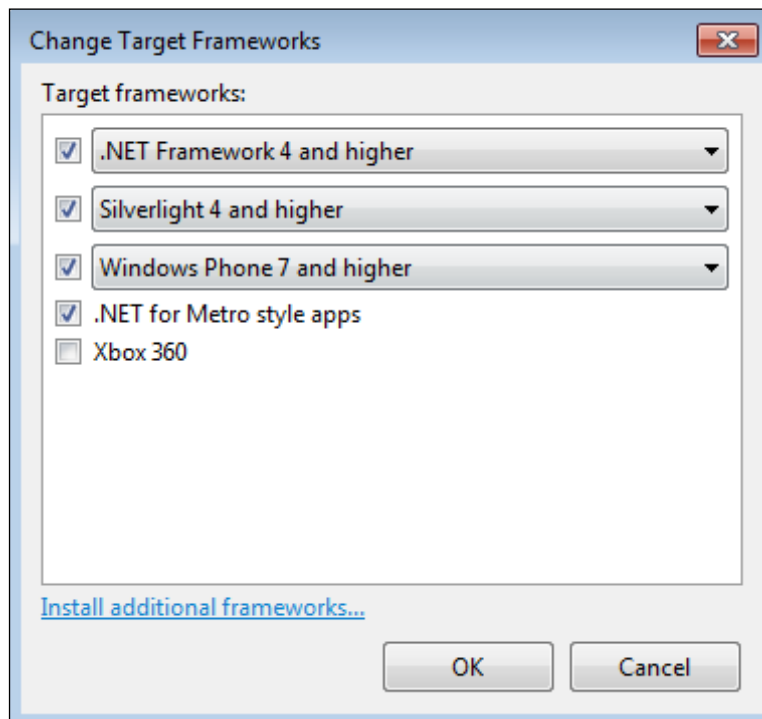 Change Target Frameworks
Target frameworks:
.NET Framework 4 and higher
Silverlight 4 and higher
Windows Phone 7 and higher
.NET for Metro style apps
Xbox 360
Install additional frameworks...
OK Cancel